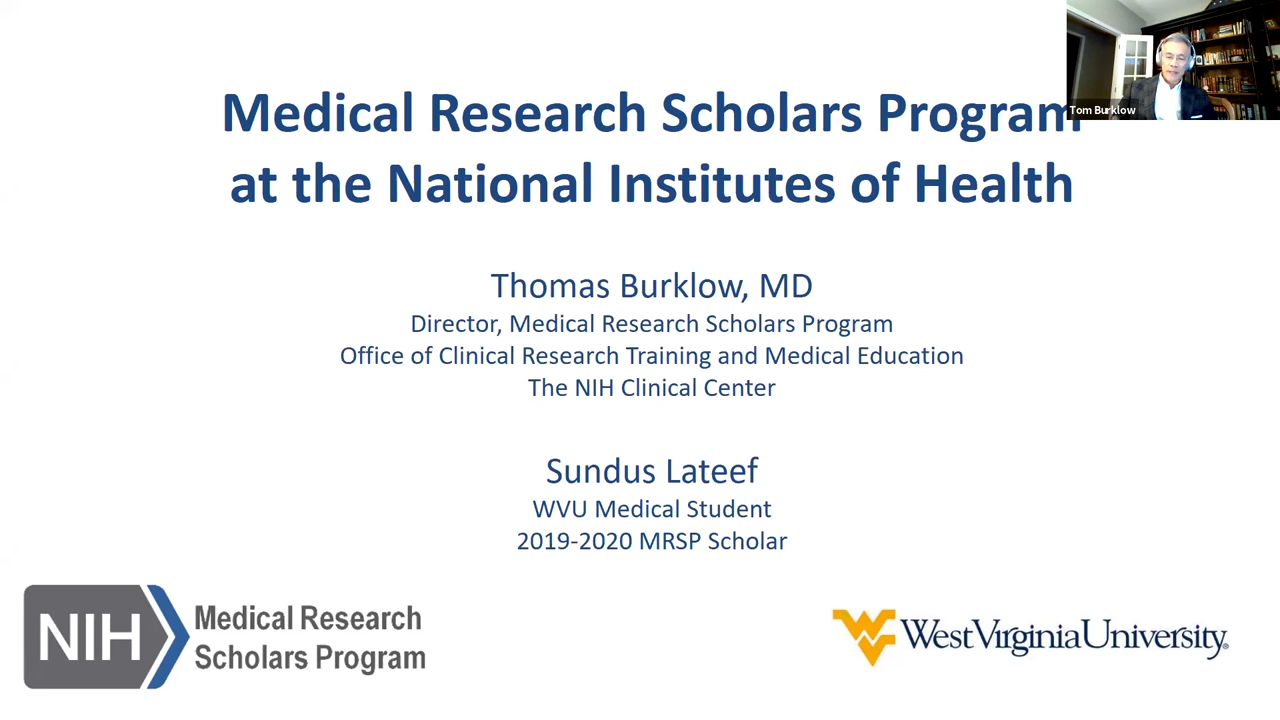 Medical Research Scholars Program
at the National Institutes of Health
Tom Burklow
Thomas Burklow, MD
Director, Medical Research Scholars Program
Office of Clinical Research Training and Medical Education
The NIH Clinical Center
Sundus Lateef
WVU Medical Student
2019-2020 MRSP Scholar
NIH
Medical Research
Scholars Program
WestVirginiaUniversity®